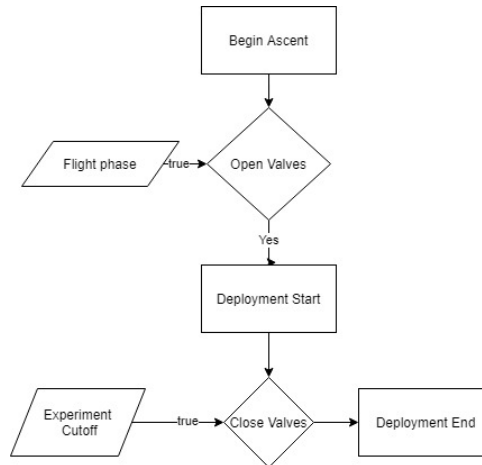 Begin Ascent
Flight phase
true
Open Valves
Yes
Deployment Start
Experiment
Cutoff
true
Close Valves
Deployment End